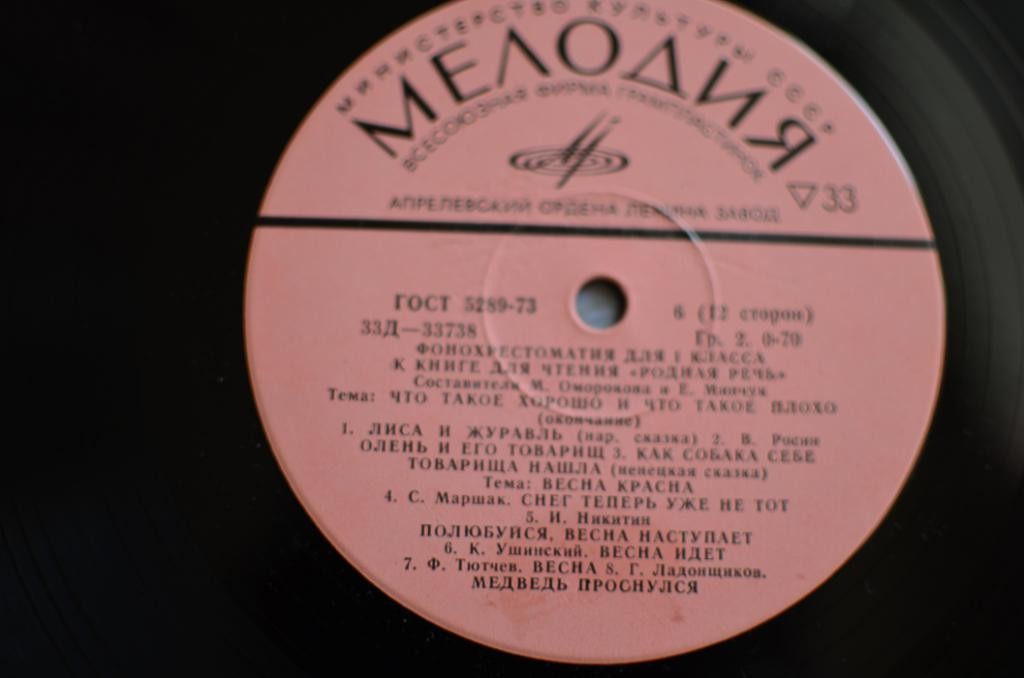 МИНИСТЕРСТВО КУЛЬТУРЫ СССР
МЕЛОДИЯ
ВСЕСОЮЗНАЯ ФИРМА ГРАМПЛАСТИНОК
АПРЕЛЕВСКИЙ ОРДЕНА ЛЕНИНА ЗАВОД
▽33
ГОСТ 5289-73
6 (12 сторон)
33Д—33738
Гр. 2. 0-70
ФОНОХРЕСТОМАТИЯ ДЛЯ I КЛАССА
К КНИГЕ ДЛЯ ЧТЕНИЯ «РОДНАЯ РЕЧЬ»
Составители М. Оморокова и Е. Минчук
Тема: ЧТО ТАКОЕ ХОРОШО И ЧТО ТАКОЕ ПЛОХО
(окончание)
1. ЛИСА И ЖУРАВЛЬ (нар. сказка) 2. В. Росин
ОЛЕНЬ И ЕГО ТОВАРИЩ 3. КАК СОБАКА СЕБЕ
ТОВАРИЩА НАШЛА (ненецкая сказка)
Тема: ВЕСНА КРАСНА
4. С. Маршак. СНЕГ ТЕПЕРЬ УЖЕ НЕ ТОТ
5. И. Никитин
ПОЛЮБУЙСЯ, ВЕСНА НАСТУПАЕТ
6. К. Ушинский. ВЕСНА ИДЕТ
7. Ф. Тютчев. ВЕСНА 8. Г. Ладонщиков.
МЕДВЕДЬ ПРОСНУЛСЯ